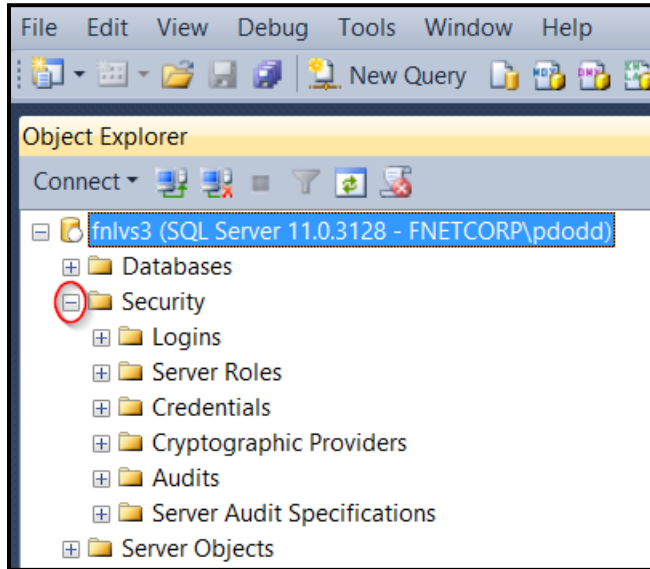 File Edit View Debug Tools Window Help
New Query
Object Explorer
Connect
fnlvs3 (SQL Server 11.0.3128 - FNETCORP\pdodd)
Databases
Security
Logins
Server Roles
Credentials
Cryptographic Providers
Audits
Server Audit Specifications
Server Objects